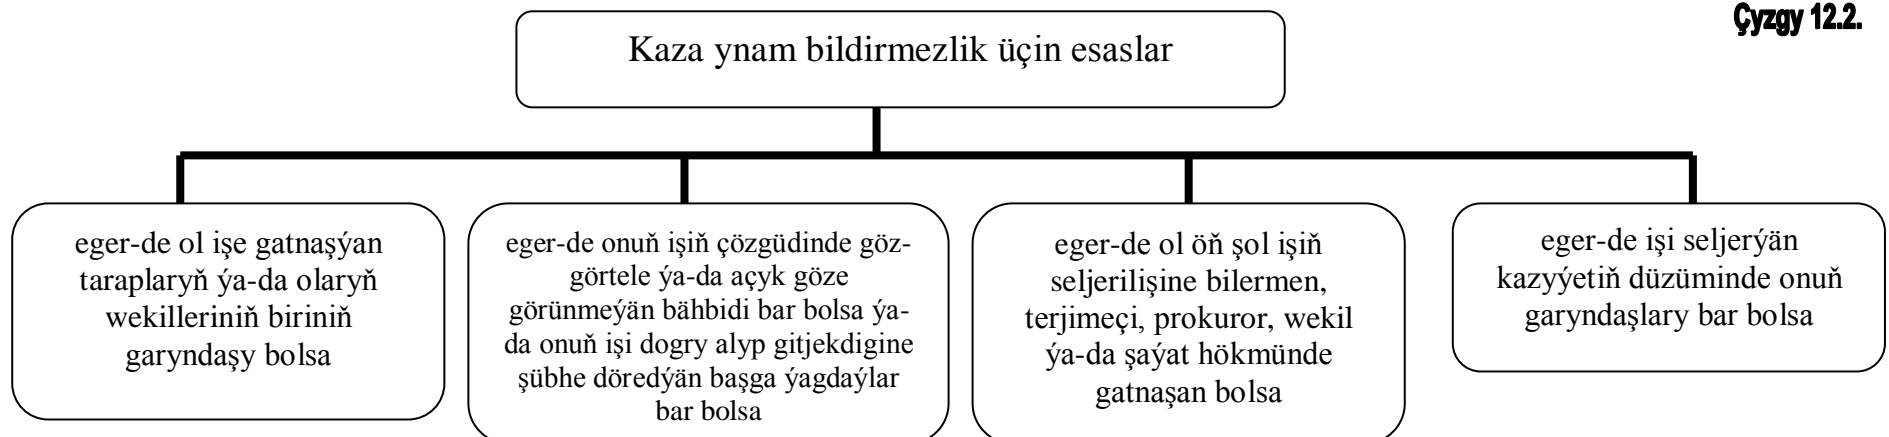 Çyzgy 12.2.
Kaza ynam bildirmezlik üçin esaslar
eger-de ol işe gatnaşýan
taraplaryň ýa-da olaryň
wekilleriniň biriniň
garyndaşy bolsa
eger-de onuň işiň çözgüdinde göz-
görtele ýa-da açyk göze
görünmeýän bähbidi bar bolsa ýa-
da onuň işi dogry alyp gitjekdigine
şübhe döredýän başga ýagdaýlar
bar bolsa
eger-de ol öň şol işiň
seljerilişine bilermen,
terjimeçi, prokuror, wekil
ýa-da şaýat hökmünde
gatnaşan bolsa
eger-de işi seljerýän
kazyýetiň düzüminde onuň
garyndaşlary bar bolsa